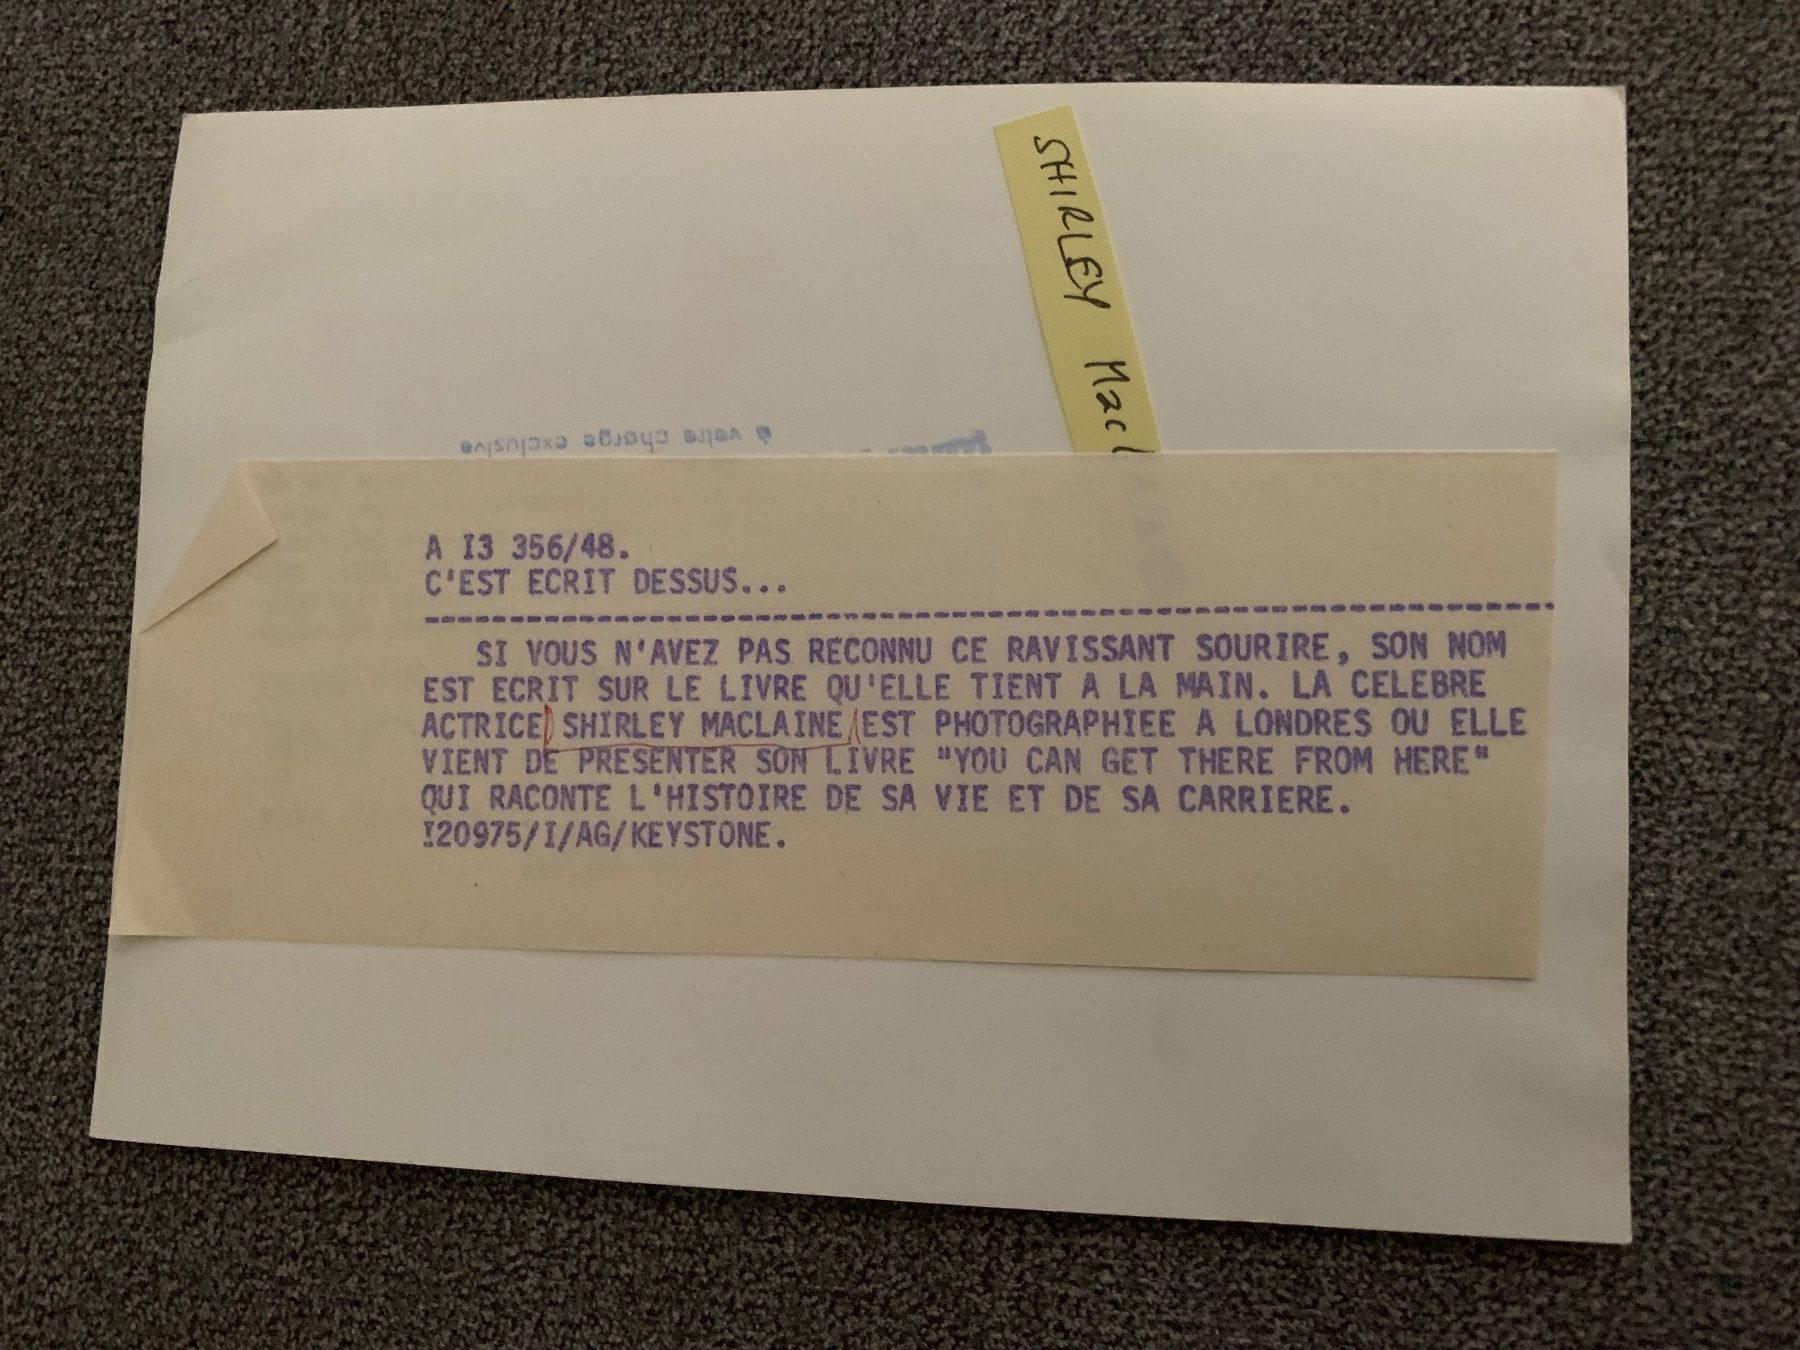 SHIRLEY Macl
à votre charge exclusive
A I3 356/48.
C'EST ECRIT DESSUS...
SI VOUS N'AVEZ PAS RECONNU CE RAVISSANT SOURIRE, SON NOM
EST ECRIT SUR LE LIVRE QU'ELLE TIENT A LA MAIN. LA CELEBRE
ACTRICE SHIRLEY MACLAINE EST PHOTOGRAPHIEE A LONDRES OU ELLE
VIENT DE PRESENTER SON LIVRE "YOU CAN GET THERE FROM HERE"
QUI RACONTE L'HISTOIRE DE SA VIE ET DE SA CARRIERE.
I20975/I/AG/KEYSTONE.